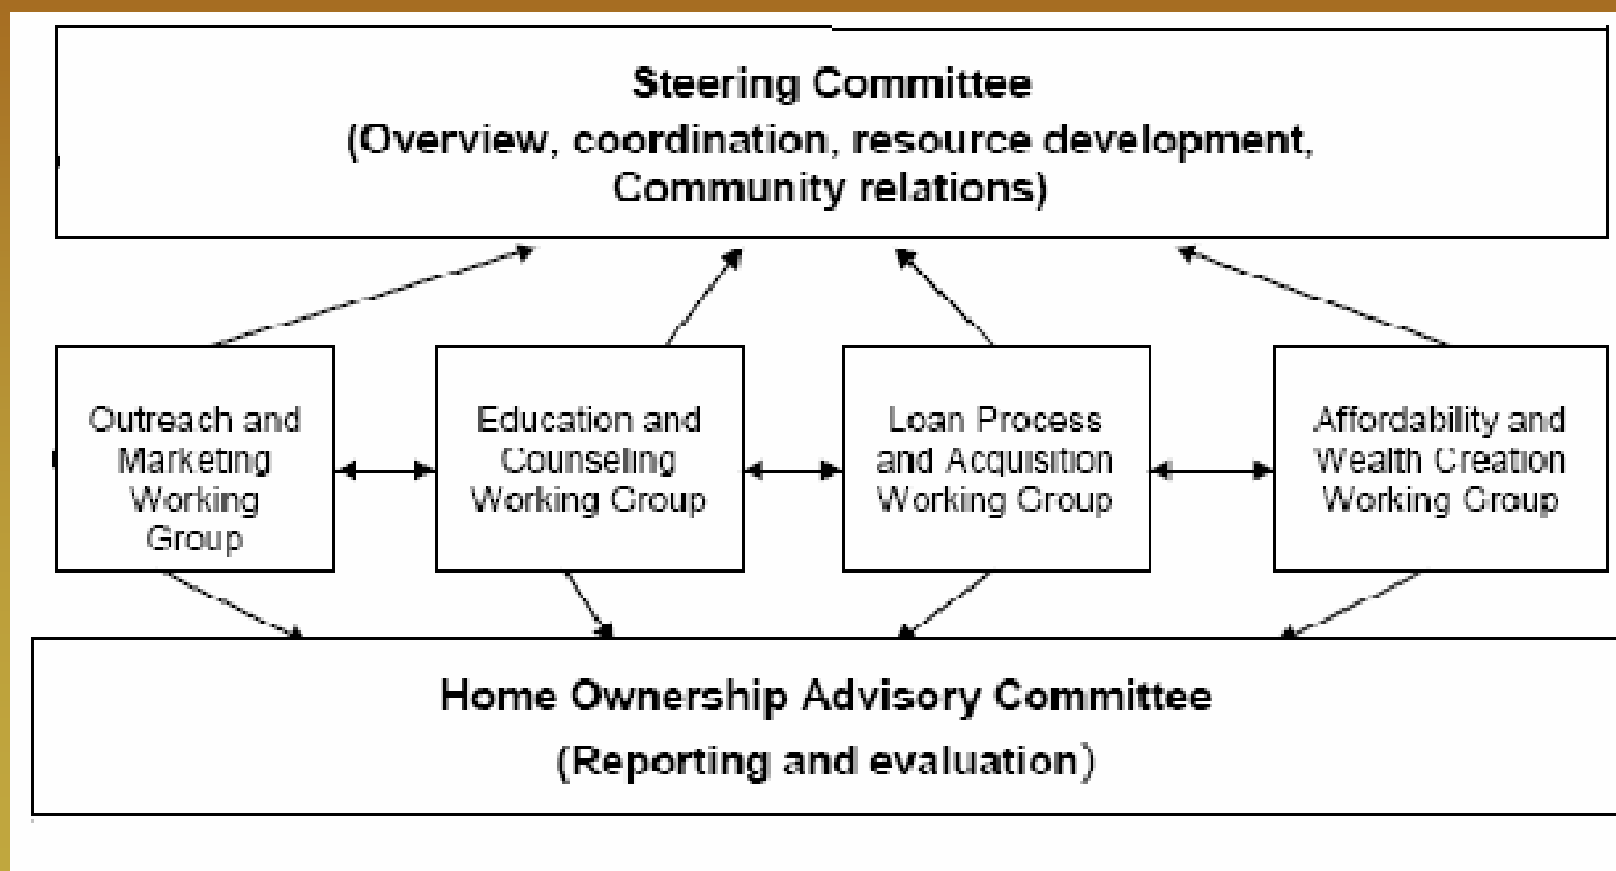 Steering Committee
(Overview, coordination, resource development,
Community relations)
Outreach and
Marketing
Working
Group
Education and
Counseling
Working Group
Loan Process
and Acquisition
Working Group
Affordability and
Wealth Creation
Working Group
Home Ownership Advisory Committee
(Reporting and evaluation)